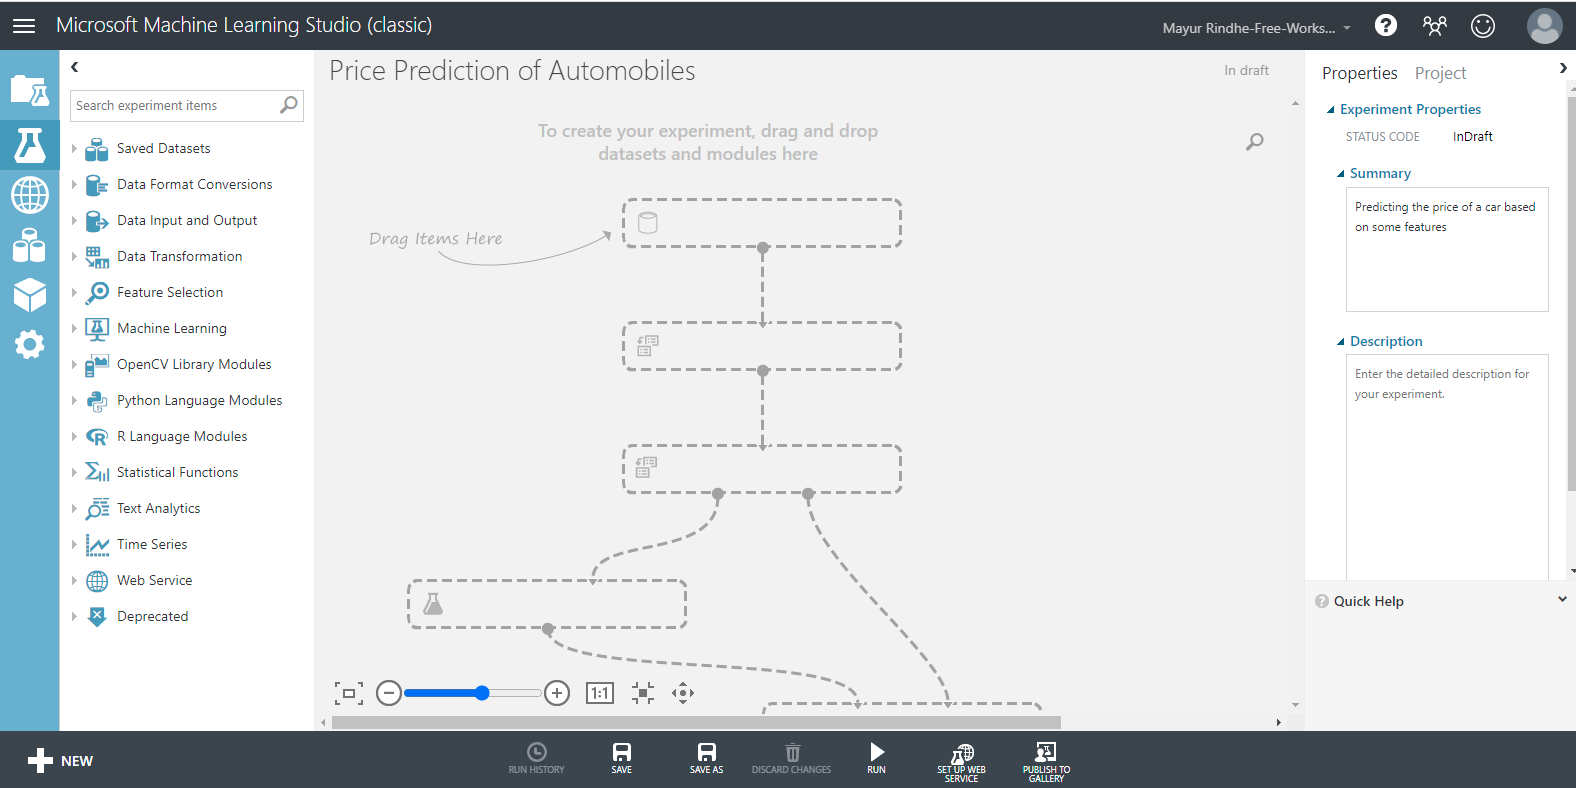 Microsoft Machine Learning Studio (classic)
Mayur Rindhe-Free-Works...
?
Search experiment items
Saved Datasets
Data Format Conversions
Data Input and Output
Data Transformation
Feature Selection
Machine Learning
OpenCV Library Modules
Python Language Modules
R Language Modules
Statistical Functions
Text Analytics
Time Series
Web Service
Deprecated
Price Prediction of Automobiles
In draft
To create your experiment, drag and drop
datasets and modules here
Drag Items Here
1:1
Properties Project
Experiment Properties
STATUS CODE InDraft
Summary
Predicting the price of a car based
on some features
Description
Enter the detailed description for
your experiment.
? Quick Help
NEW
RUN HISTORY
SAVE
SAVE AS
DISCARD CHANGES
RUN
SET UP WEB
SERVICE
PUBLISH TO
GALLERY